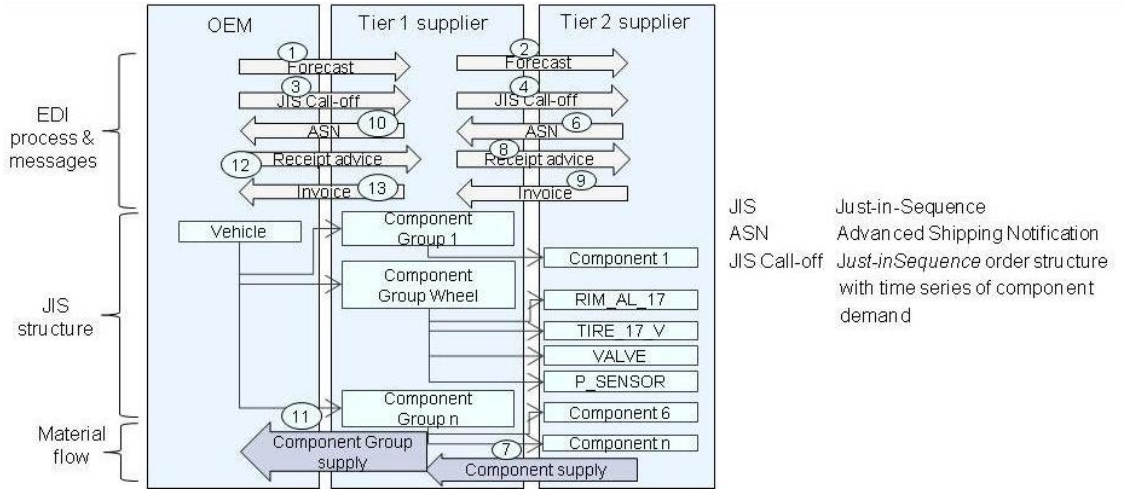 OEM
Tier 1 supplier
Tier 2 supplier
EDI
process &
messages
1
Forecast
2
Forecast
3
JIS Call-off
4
JIS Call-off
10
ASN
6
ASN
12
Receipt advice
8
Receipt advice
13
Invoice
9
Invoice
JIS
structure
Vehicle
Component
Group 1
Component 1
Component
Group Wheel
RIM_AL_17
TIRE_17_V
VALVE
P_SENSOR
Component
Group n
Component 6
Component n
Material
flow
11
Component Group
supply
7
Component supply
JIS Just-in-Sequence
ASN Advanced Shipping Notification
JIS Call-off Just-inSequence order structure
with time series of component
demand